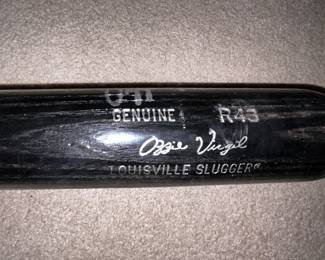 GENUINE R43
Ozzie Virgil
LOUISVILLE SLUGGER®